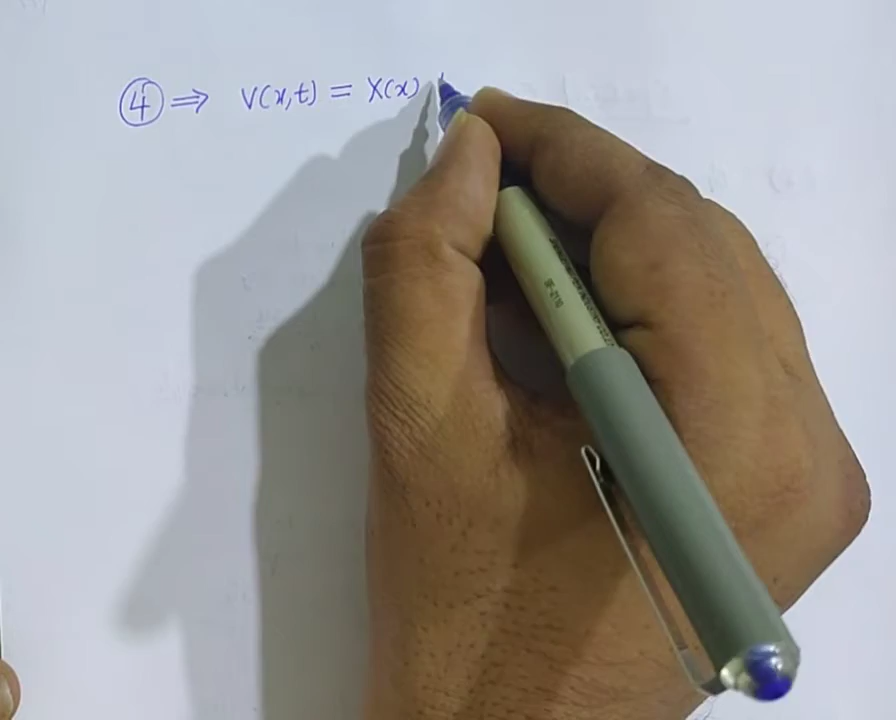 ④ ⇒ V(x,t) = X(x)